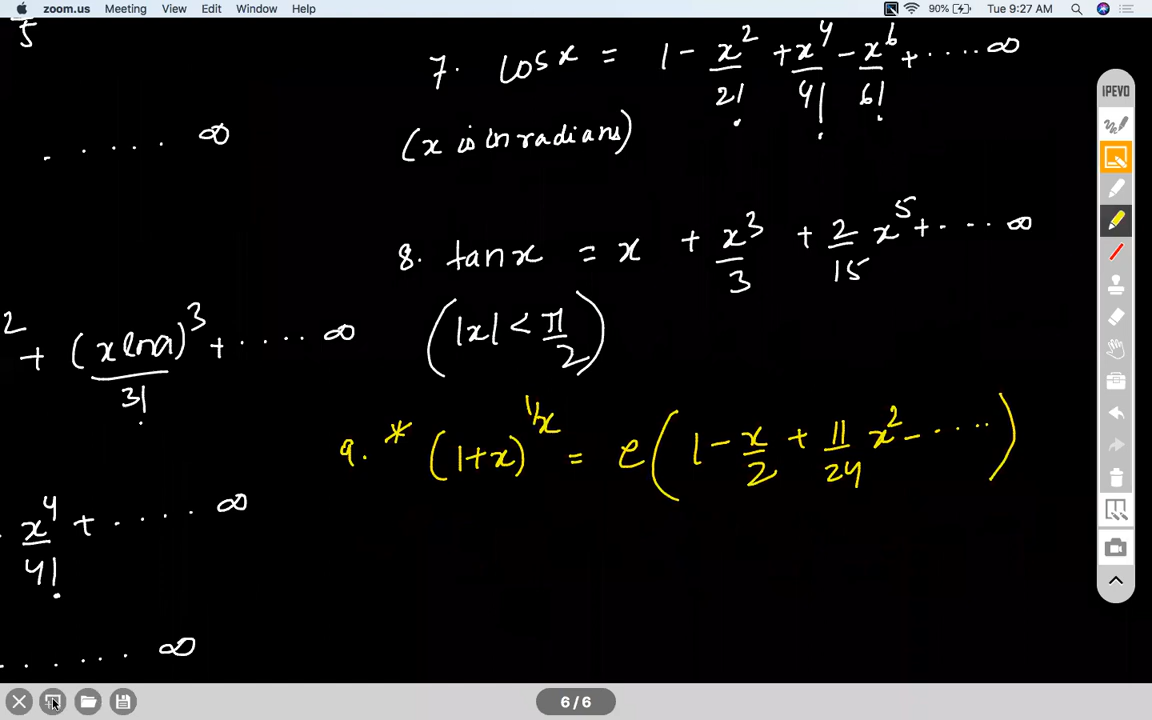 zoom.us Meeting View Edit Window Help 90% Tue 9:27 AM
5
7. cos x = 1 - x²/2! + x⁴/4! - x⁶/6! + ..... ∞
. . . . . ∞
(x is in radians)
8. tan x = x + x³/3 + 2/15 x⁵ + ..... ∞
² + (x ln a)³/3! + ..... ∞
(|x| < π/2)
9. * (1+x)^(1/x) = e(1 - x/2 + 11/24 x² - .....)
x⁴/4! + ..... ∞
. . . . . . ∞
IPEVO
6/6